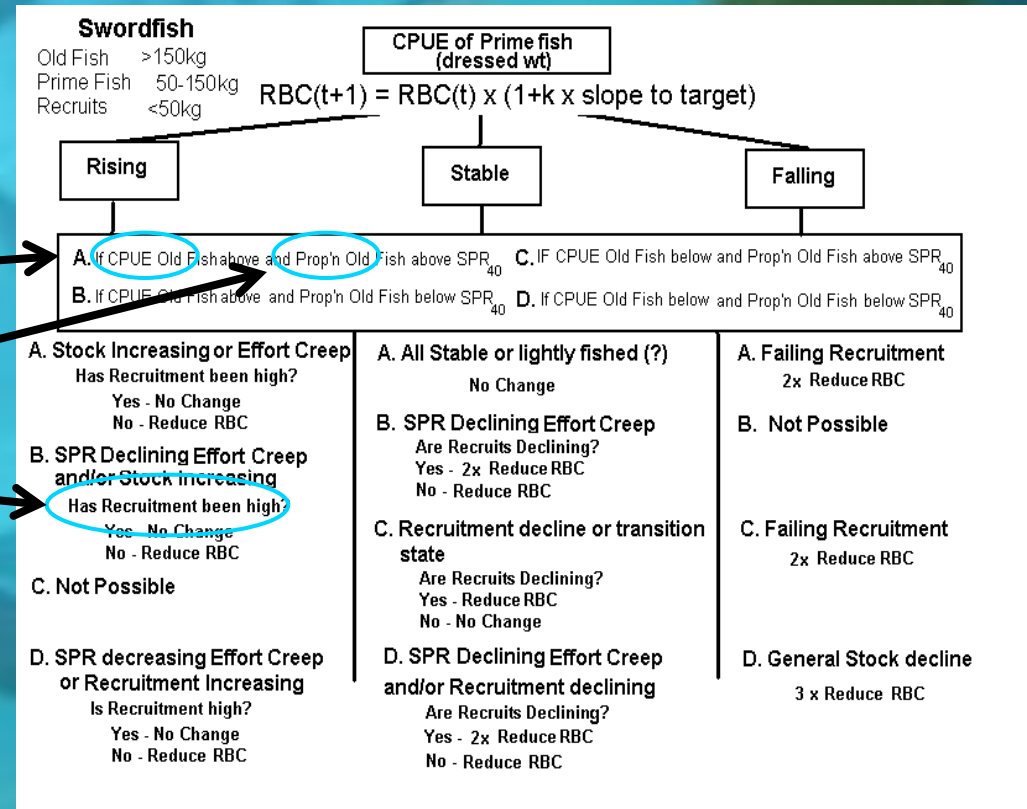 Swordfish
Old Fish >150kg
Prime Fish 50-150kg
Recruits <50kg
CPUE of Prime fish
(dressed wt)
RBC(t+1) = RBC(t) x (1+k x slope to target)
Rising
Stable
Falling
A. If CPUE Old Fish above and Prop'n Old Fish above SPR40
C. IF CPUE Old Fish below and Prop'n Old Fish above SPR40
B. If CPUE Old Fish above and Prop'n Old Fish below SPR40
D. If CPUE Old Fish below and Prop'n Old Fish below SPR40
A. Stock Increasing or Effort Creep
Has Recruitment been high?
Yes - No Change
No - Reduce RBC
B. SPR Declining Effort Creep
and/or Stock Increasing
Has Recruitment been high?
Yes - No Change
No - Reduce RBC
C. Not Possible
D. SPR decreasing Effort Creep
or Recruitment Increasing
Is Recruitment high?
Yes - No Change
No - Reduce RBC
A. All Stable or lightly fished (?)
No Change
B. SPR Declining Effort Creep
Are Recruits Declining?
Yes - 2x Reduce RBC
No - Reduce RBC
C. Recruitment decline or transition
state
Are Recruits Declining?
Yes - Reduce RBC
No - No Change
D. SPR Declining Effort Creep
and/or Recruitment declining
Are Recruits Declining?
Yes - 2x Reduce RBC
No - Reduce RBC
A. Failing Recruitment
2x Reduce RBC
B. Not Possible
C. Failing Recruitment
2x Reduce RBC
D. General Stock decline
3 x Reduce RBC